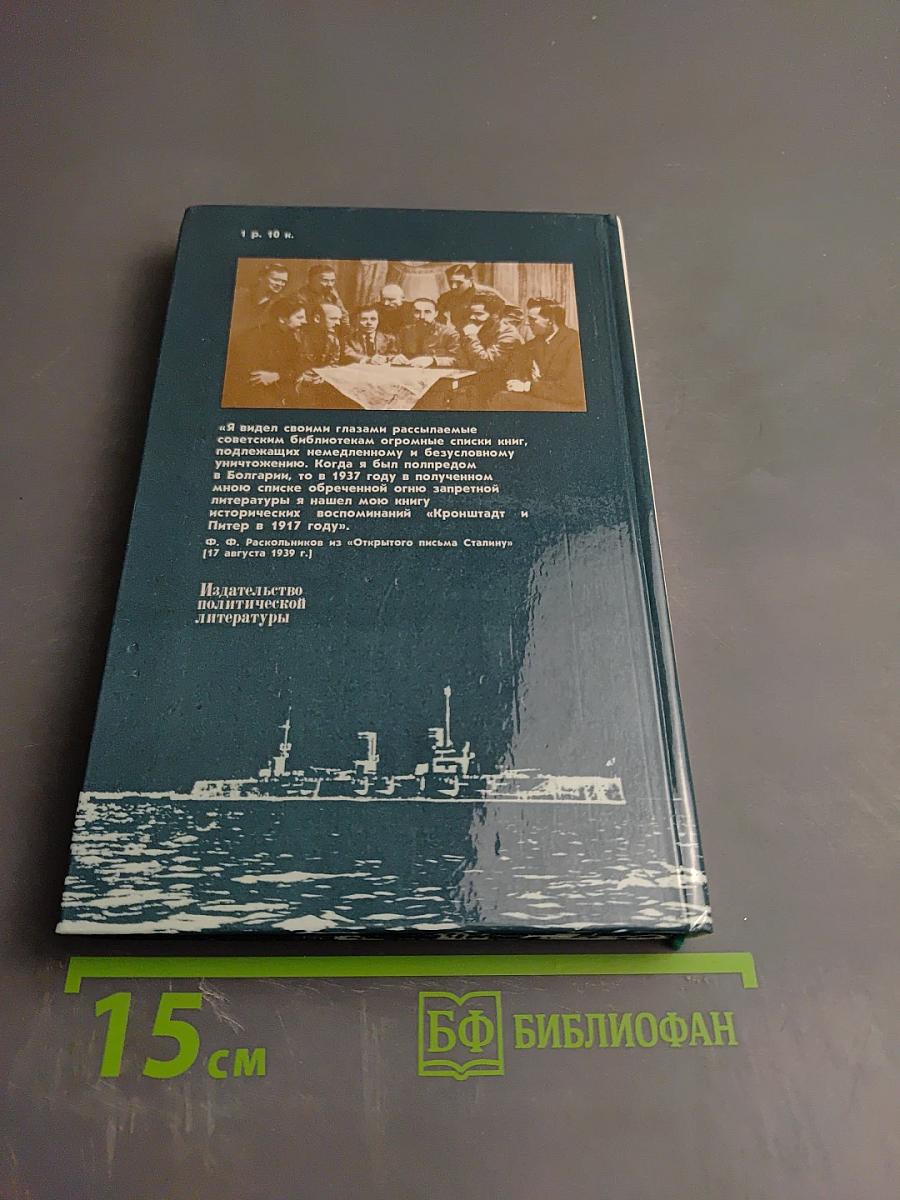 1 р. 10 к.
«Я видел своими глазами рассылаемые
советским библиотекам огромные списки книг,
подлежащих немедленному и безусловному
уничтожению. Когда я был полпредом
в Болгарии, то в 1937 году в полученном
мною списке обреченной огню запретной
литературы я нашел мою книгу
исторических воспоминаний «Кронштадт и
Питер в 1917 году».
Ф. Ф. Раскольников из «Открытого письма Сталину»
[17 августа 1939 г.]
Издательство
политической
литературы
15 см
БФ БИБЛИОФАН